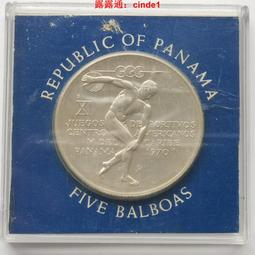 露露通: cinde1
REPUBLIC OF PANAMA
XI
JUEGOS DEPORTIVOS
CENTRO AMERICANOS
Y DEL CARIBE
PANAMA 1970
FIVE BALBOAS